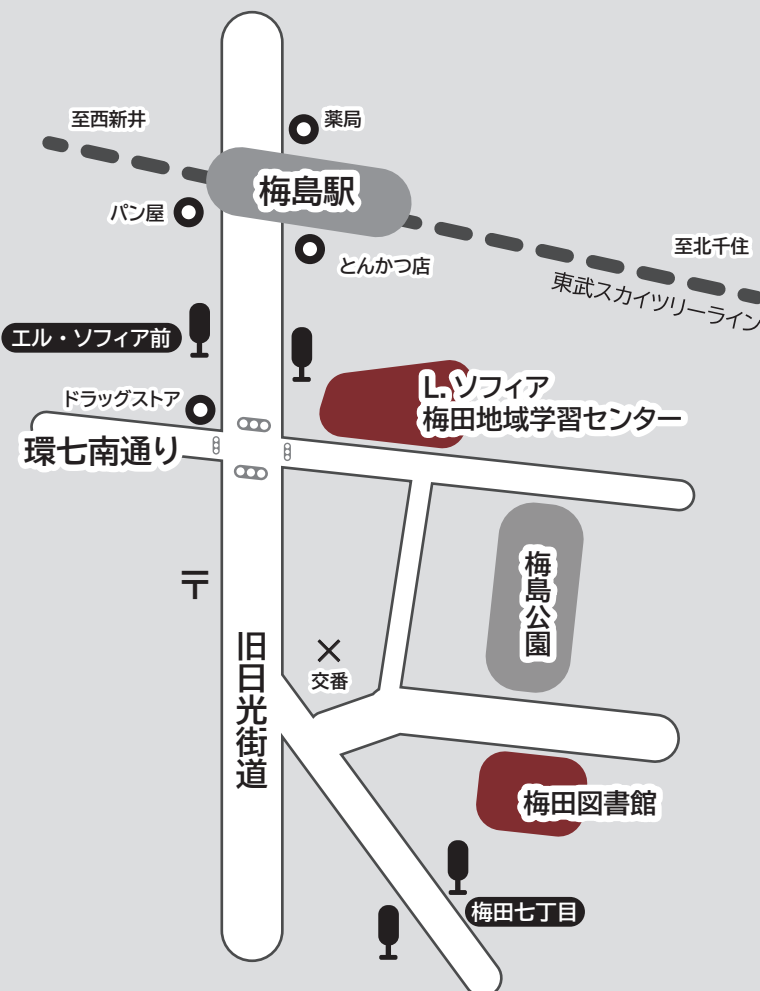 至西新井
薬局
梅島駅
パン屋
とんかつ店
至北千住
東武スカイツリーライン
エル・ソフィア前
L. ソフィア
梅田地域学習センター
ドラッグストア
環七南通り
梅島公園
〒
旧日光街道
交番
梅田図書館
梅田七丁目